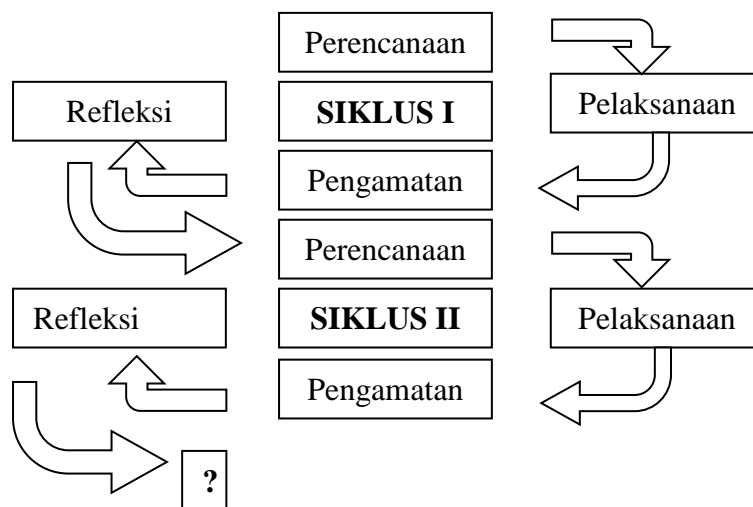 Perencanaan
Refleksi
SIKLUS I
Pelaksanaan
Pengamatan
Perencanaan
Refleksi
SIKLUS II
Pelaksanaan
Pengamatan
?